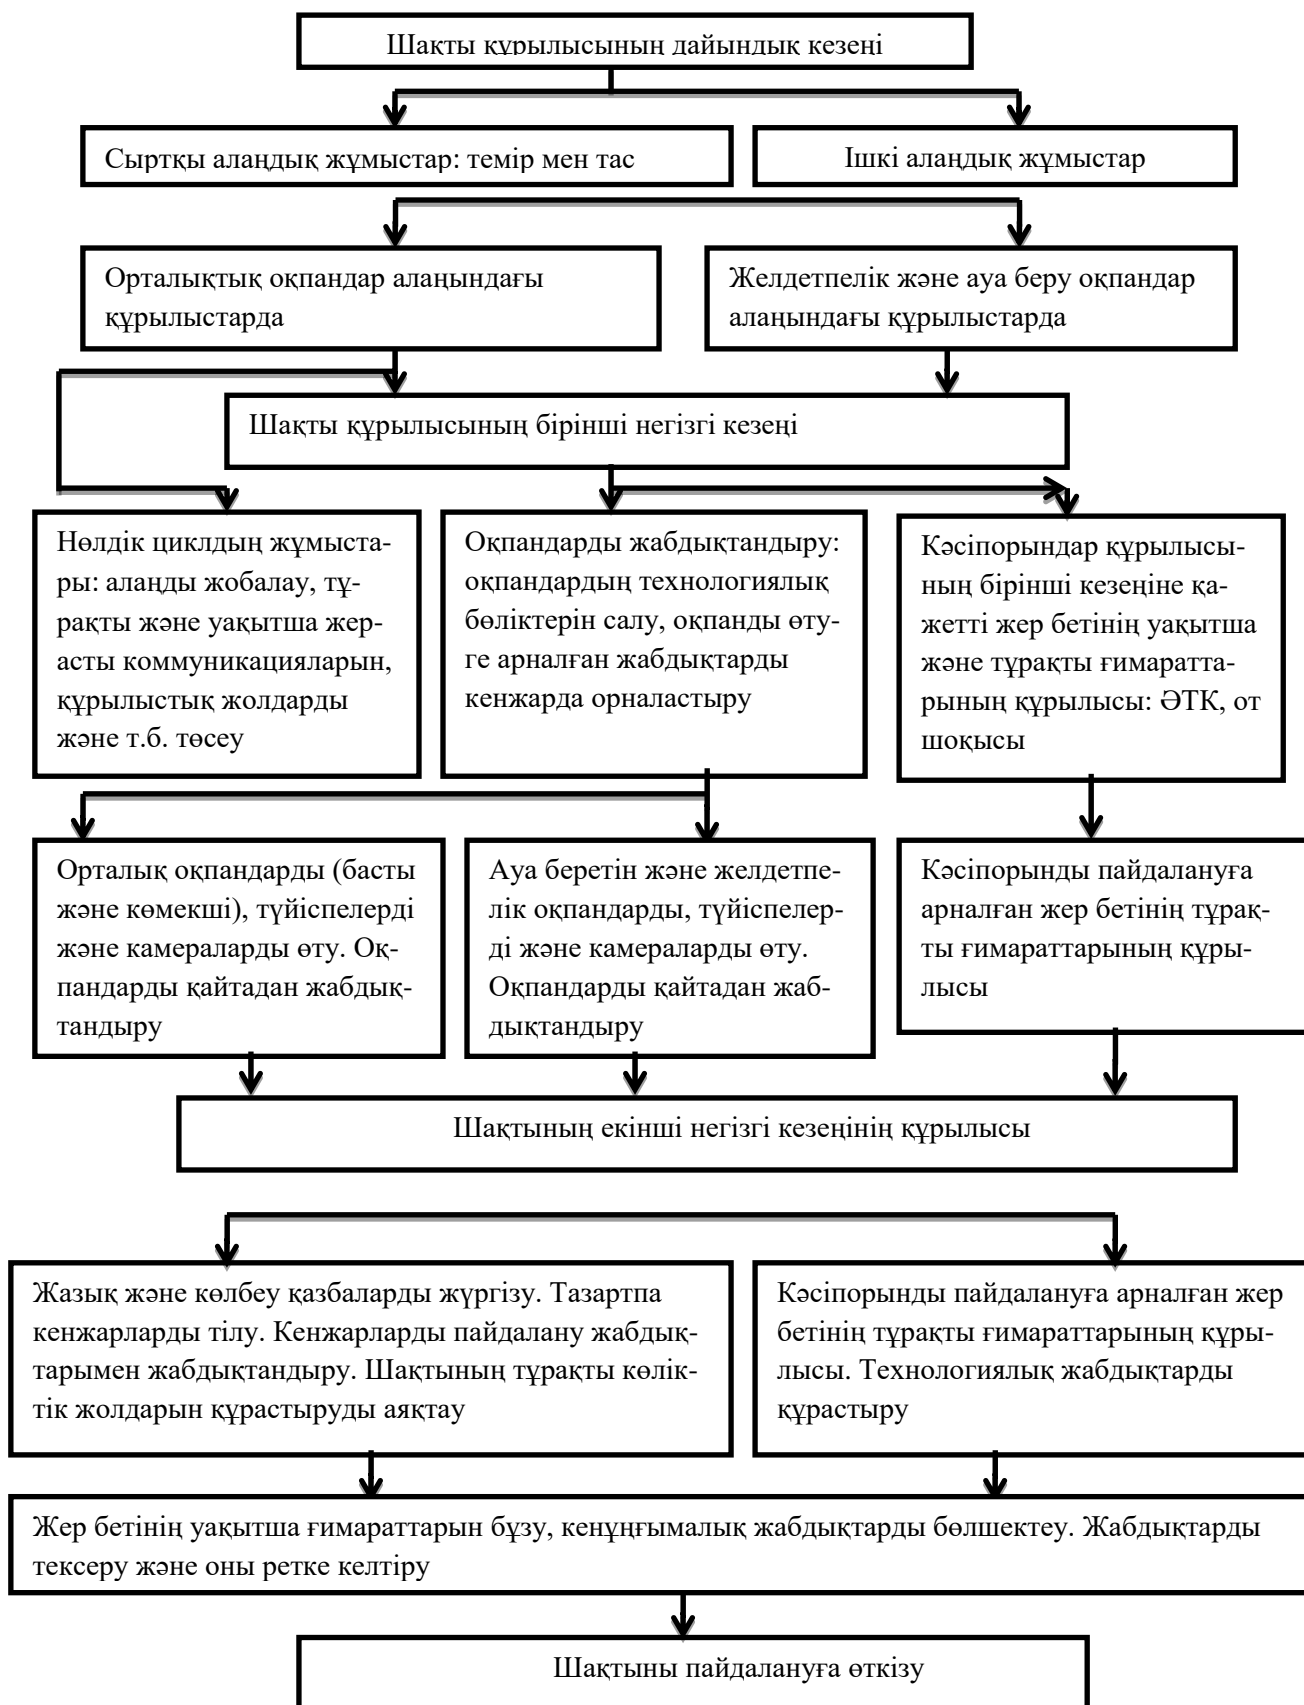 Шақты құрылысының дайындық кезеңі
Сыртқы алаңдық жұмыстар: темір мен тас
Ішкі алаңдық жұмыстар
Орталықтық оқпандар алаңындағы
құрылыстарда
Желдетпелік және ауа беру оқпандар
алаңындағы құрылыстарда
Шақты құрылысының бірінші негізгі кезеңі
Нөлдік циклдың жұмыста-
ры: алаңды жобалау, тұ-
рақты және уақытша жер-
асты коммуникацияларын,
құрылыстық жолдарды
және т.б. төсеу
Оқпандарды жабдықтандыру:
оқпандардың технологиялық
бөліктерін салу, оқпанды өту-
ге арналған жабдықтарды
кенжарда орналастыру
Кәсіпорындар құрылысы-
ның бірінші кезеңіне қа-
жетті жер бетінің уақытша
және тұрақты ғимаратта-
рының құрылысы: ӘТК, от
шоқысы
Орталық оқпандарды (басты
және көмекші), түйіспелерді
және камераларды өту. Оқ-
пандарды қайтадан жабдық-
тандыру
Ауа беретін және желдетпе-
лік оқпандарды, түйіспелер-
ді және камераларды өту.
Оқпандарды қайтадан жаб-
дықтандыру
Кәсіпорынды пайдалануға
арналған жер бетінің тұрақ-
ты ғимараттарының құры-
лысы
Шақтының екінші негізгі кезеңінің құрылысы
Жазық және көлбеу қазбаларды жүргізу. Тазартпа
кенжарларды тілу. Кенжарларды пайдалану жабдық-
тарымен жабдықтандыру. Шақтының тұрақты көлік-
тік жолдарын құрастыруды аяқтау
Кәсіпорынды пайдалануға арналған жер
бетінің тұрақты ғимараттарының құры-
лысы. Технологиялық жабдықтарды
құрастыру
Жер бетінің уақытша ғимараттарын бұзу, кенұңғымалық жабдықтарды бөлшектеу. Жабдықтарды
тексеру және оны ретке келтіру
Шақтыны пайдалануға өткізу